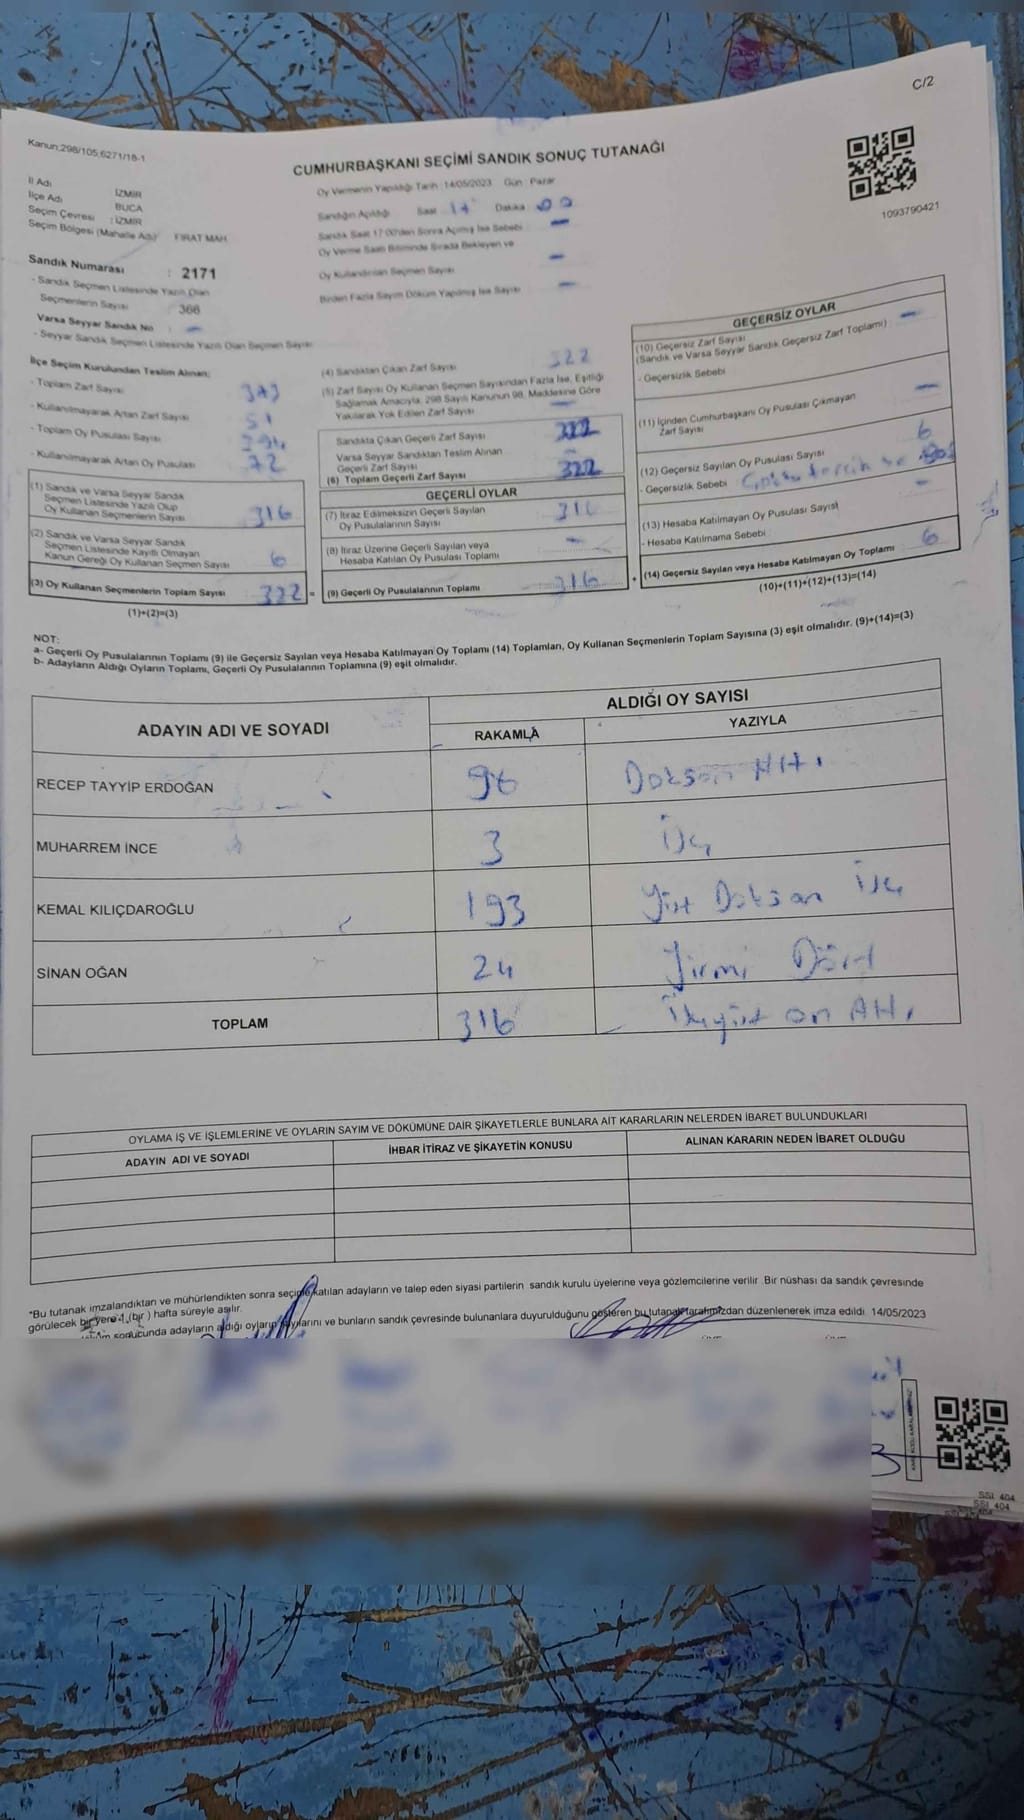 C/2
Kanun:298/105,6271/18-1
CUMHURBAŞKANI SEÇİMİ SANDIK SONUÇ TUTANAĞI
1093790421
İl Adı İZMİR
İlçe Adı BUCA
Seçim Çevresi : İZMİR
Seçim Bölgesi (Mahalle Adı) FIRAT MAH.
Sandık Numarası : 2171
- Sandık Seçmen Listesinde Yazılı Olan
Seçmenlerin Sayısı : 366
Varsa Seyyar Sandık No : -
- Seyyar Sandık Seçmen Listesinde Yazılı Olan Seçmen Sayısı
Oy Vermenin Yapıldığı Tarih : 14/05/2023 Gün : Pazar
Sandığın Açıldığı Saat 14 Dakika 00
Sandık Saat 17:00'den Sonra Açılmış İse Sebebi -
Oy Verme Saati Bitiminde Sırada Bekleyen ve
Oy Kullandırılan Seçmen Sayısı -
Birden Fazla Sayım Döküm Yapılmış İse Sayısı -
İlçe Seçim Kurulundan Teslim Alınan;
- Toplam Zarf Sayısı
- Kullanılmayarak Artan Zarf Sayısı 51
- Toplam Oy Pusulası Sayısı
- Kullanılmayarak Artan Oy Pusulası 72
(1) Sandık ve Varsa Seyyar Sandık
Seçmen Listesinde Yazılı Olup
Oy Kullanan Seçmenlerin Sayısı 316
(2) Sandık ve Varsa Seyyar Sandık
Seçmen Listesinde Kayıtlı Olmayan
Kanun Gereği Oy Kullanan Seçmen Sayısı 6
(3) Oy Kullanan Seçmenlerin Toplam Sayısı 322 =
(1)+(2)=(3)
(4) Sandıktan Çıkan Zarf Sayısı 322
(5) Zarf Sayısı Oy Kullanan Seçmen Sayısından Fazla İse, Eşitliği
Sağlamak Amacıyla; 298 Sayılı Kanunun 98. Maddesine Göre
Yakılarak Yok Edilen Zarf Sayısı -
Sandıkta Çıkan Geçerli Zarf Sayısı 322
Varsa Seyyar Sandıktan Teslim Alınan
Geçerli Zarf Sayısı -
(6) Toplam Geçerli Zarf Sayısı 322
GEÇERLİ OYLAR
(7) İtiraz Edilmeksizin Geçerli Sayılan
Oy Pusulalarının Sayısı 316
(8) İtiraz Üzerine Geçerli Sayılan veya
Hesaba Katılan Oy Pusulası Toplamı -
(9) Geçerli Oy Pusulalarının Toplamı 316 +
GEÇERSİZ OYLAR
(10) Geçersiz Zarf Sayısı
(Sandık ve Varsa Seyyar Sandık Geçersiz Zarf Toplamı) -
- Geçersizlik Sebebi
(11) İçinden Cumhurbaşkanı Oy Pusulası Çıkmayan
Zarf Sayısı -
(12) Geçersiz Sayılan Oy Pusulası Sayısı 6
- Geçersizlik Sebebi Çoklu tercih ve
(13) Hesaba Katılmayan Oy Pusulası Sayısı -
- Hesaba Katılmama Sebebi :
(14) Geçersiz Sayılan veya Hesaba Katılmayan Oy Toplamı 6
(10)+(11)+(12)+(13)=(14)
NOT:
a- Geçerli Oy Pusulalarının Toplamı (9) ile Geçersiz Sayılan veya Hesaba Katılmayan Oy Toplamı (14) Toplamları, Oy Kullanan Seçmenlerin Toplam Sayısına (3) eşit olmalıdır. (9)+(14)=(3)
b- Adayların Aldığı Oyların Toplamı, Geçerli Oy Pusulalarının Toplamına (9) eşit olmalıdır.
ADAYIN ADI VE SOYADI
ALDIĞI OY SAYISI
RAKAMLA YAZIYLA
RECEP TAYYİP ERDOĞAN 96 Doksan Altı
MUHARREM İNCE 3 Üç
KEMAL KILIÇDAROĞLU 193 Yüz Doksan Üç
SİNAN OĞAN 24 Yirmi Dört
TOPLAM 316 Üçyüz on Altı
OYLAMA İŞ VE İŞLEMLERİNE VE OYLARIN SAYIM VE DÖKÜMÜNE DAİR ŞİKAYETLERLE BUNLARA AİT KARARLARIN NELERDEN İBARET BULUNDUKLARI
ADAYIN ADI VE SOYADI
İHBAR İTİRAZ VE ŞİKAYETİN KONUSU
ALINAN KARARIN NEDEN İBARET OLDUĞU
*Bu tutanak imzalandıktan ve mühürlendikten sonra seçime katılan adayların ve talep eden siyasi partilerin sandık kurulu üyelerine veya gözlemcilerine verilir. Bir nüshası da sandık çevresinde
görülecek bir yere 1 (bir) hafta süreyle asılır.
sonucunda adayların aldığı oyların sayılarını ve bunların sandık çevresinde bulunanlara duyurulduğunu gösteren bu tutanak tarafımızdan düzenlenerek imza edildi. 14/05/2023
SSI 404
SSI 404